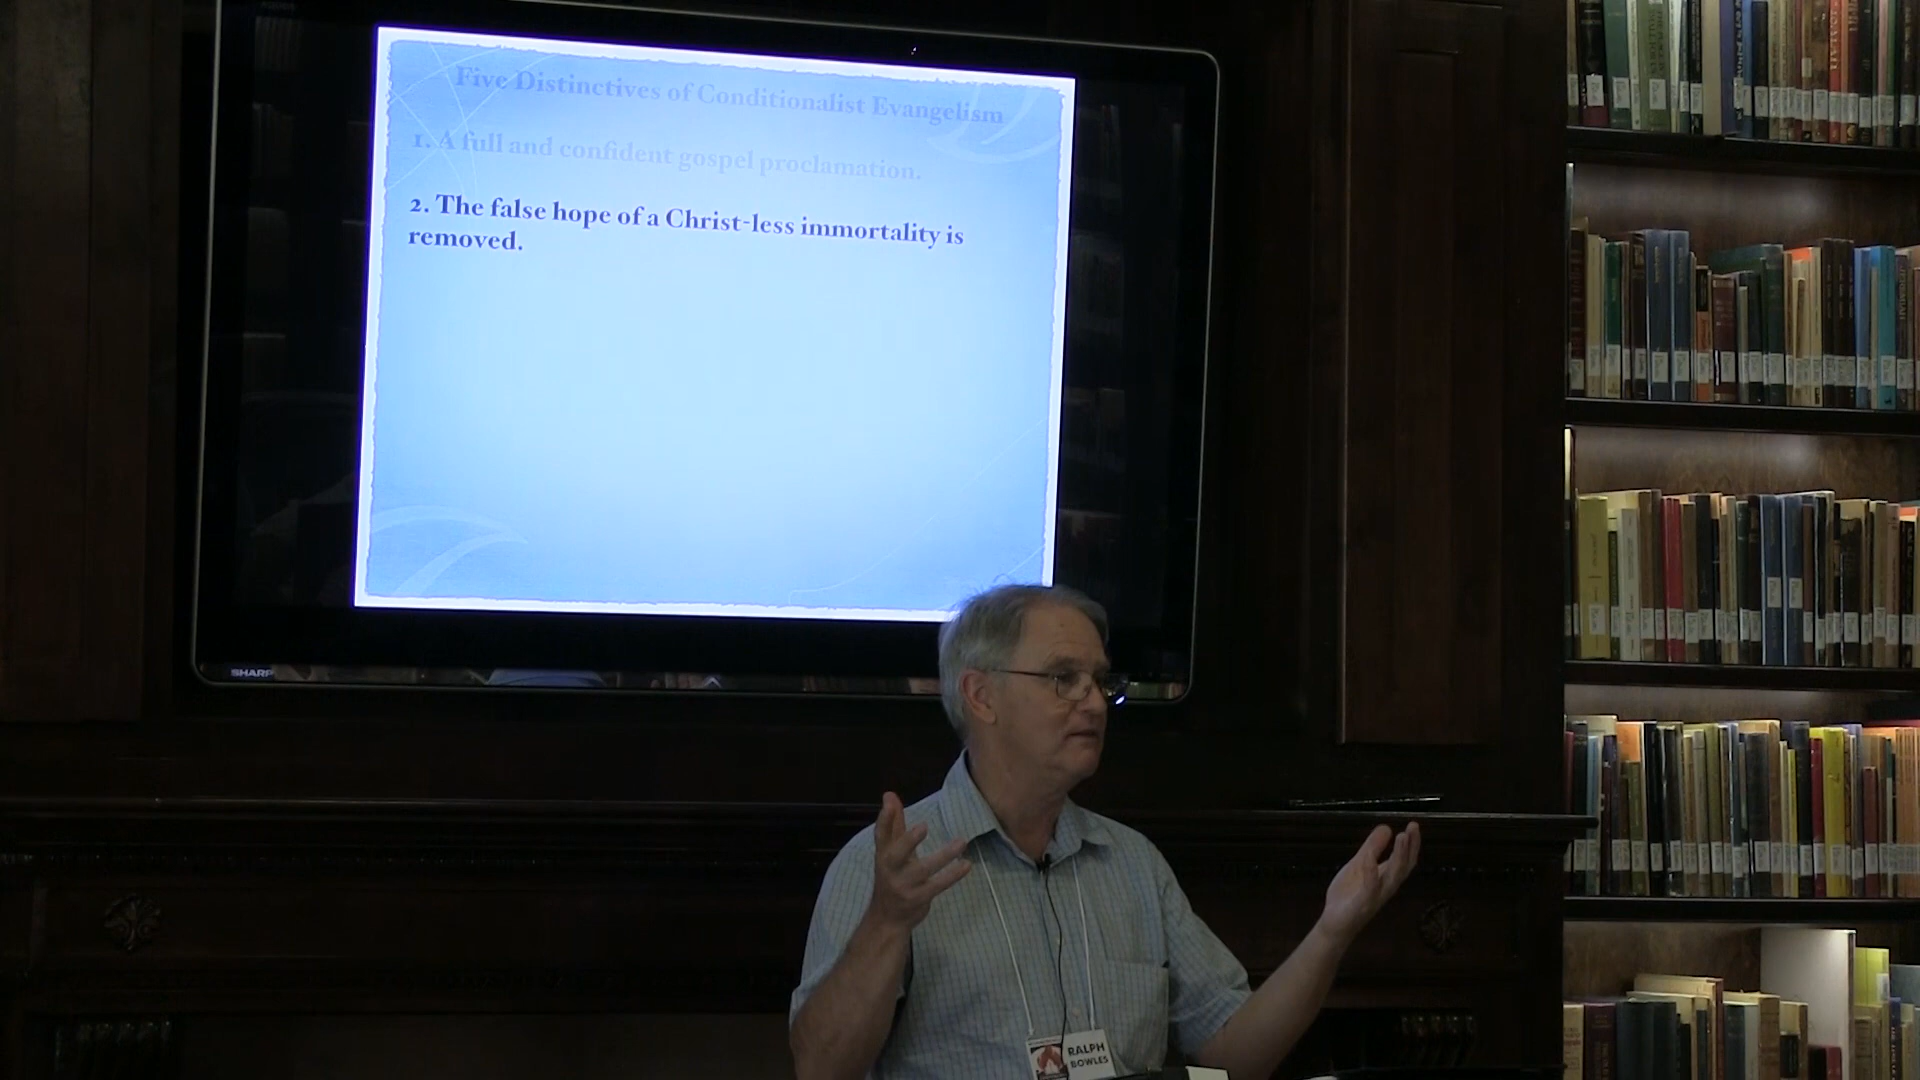 Five Distinctives of Conditionalist Evangelism
1. A full and confident gospel proclamation.
2. The false hope of a Christ-less immortality is
removed.
SHARP
RALPH
BOWLES